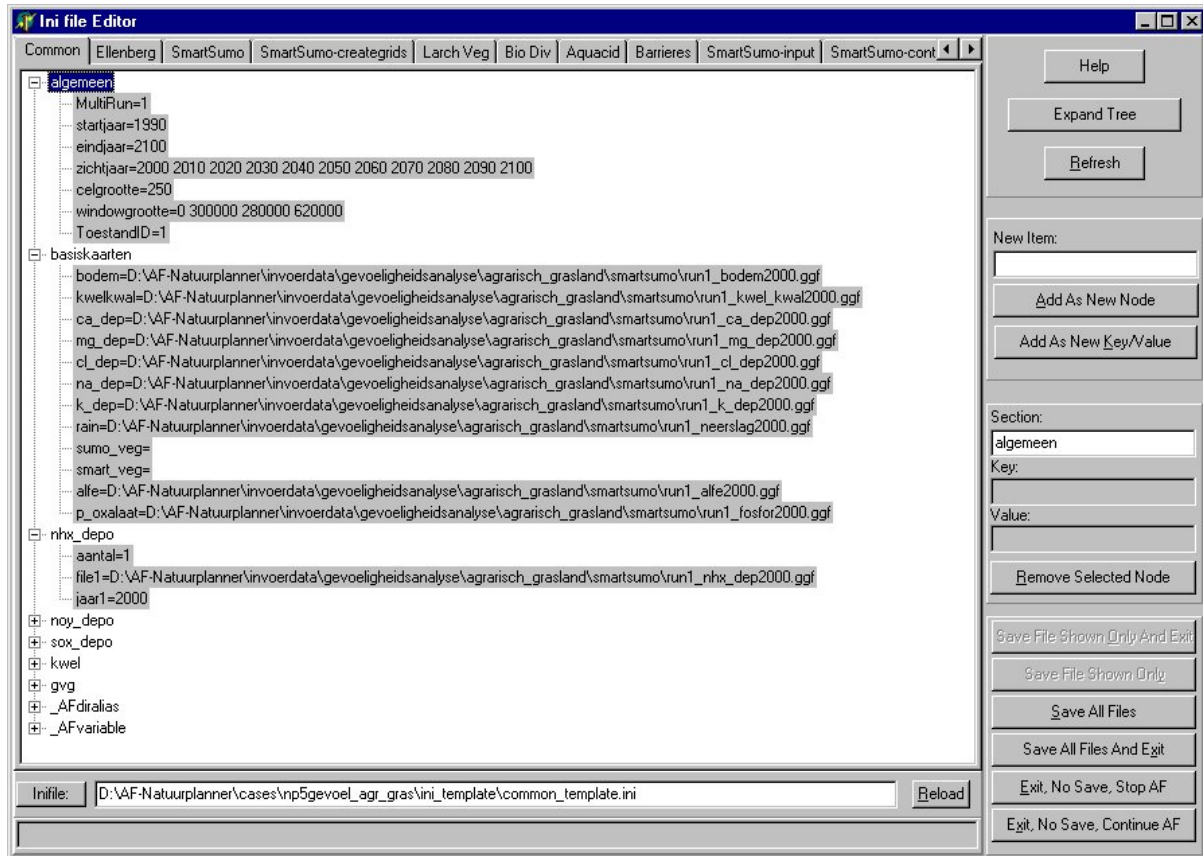 Ini file Editor
Common Ellenberg SmartSumo SmartSumo-creategrids Larch Veg Bio Div Aquacid Barrieres SmartSumo-input SmartSumo-cont
algemeen
MultiRun=1
startjaar=1990
eindjaar=2100
zichtjaar=2000 2010 2020 2030 2040 2050 2060 2070 2080 2090 2100
celgrootte=250
windowgrootte=0 300000 280000 620000
ToestandID=1
basiskaarten
bodem=D:\AF-Natuurplanner\invoerdata\gevoeligheidsanalyse\agrarisch_grasland\smartsumo\run1_bodem2000.ggf
kwelkwal=D:\AF-Natuurplanner\invoerdata\gevoeligheidsanalyse\agrarisch_grasland\smartsumo\run1_kwel_kwal2000.ggf
ca_dep=D:\AF-Natuurplanner\invoerdata\gevoeligheidsanalyse\agrarisch_grasland\smartsumo\run1_ca_dep2000.ggf
mg_dep=D:\AF-Natuurplanner\invoerdata\gevoeligheidsanalyse\agrarisch_grasland\smartsumo\run1_mg_dep2000.ggf
cl_dep=D:\AF-Natuurplanner\invoerdata\gevoeligheidsanalyse\agrarisch_grasland\smartsumo\run1_cl_dep2000.ggf
na_dep=D:\AF-Natuurplanner\invoerdata\gevoeligheidsanalyse\agrarisch_grasland\smartsumo\run1_na_dep2000.ggf
k_dep=D:\AF-Natuurplanner\invoerdata\gevoeligheidsanalyse\agrarisch_grasland\smartsumo\run1_k_dep2000.ggf
rain=D:\AF-Natuurplanner\invoerdata\gevoeligheidsanalyse\agrarisch_grasland\smartsumo\run1_neerslag2000.ggf
sumo_veg=
smart_veg=
alfe=D:\AF-Natuurplanner\invoerdata\gevoeligheidsanalyse\agrarisch_grasland\smartsumo\run1_alfe2000.ggf
p_oxalaat=D:\AF-Natuurplanner\invoerdata\gevoeligheidsanalyse\agrarisch_grasland\smartsumo\run1_fosfor2000.ggf
nhx_depo
aantal=1
file1=D:\AF-Natuurplanner\invoerdata\gevoeligheidsanalyse\agrarisch_grasland\smartsumo\run1_nhx_dep2000.ggf
jaar1=2000
noy_depo
sox_depo
kwel
gvg
_AFdiralias
_AFvariable
Inifile: D:\AF-Natuurplanner\cases\np5gevoel_agr_gras\ini_template\common_template.ini Reload
Help
Expand Tree
Refresh
New Item:
Add As New Node
Add As New Key/Value
Section:
algemeen
Key:
Value:
Remove Selected Node
Save File Shown Only And Exit
Save File Shown Only
Save All Files
Save All Files And Exit
Exit, No Save, Stop AF
Exit, No Save, Continue AF